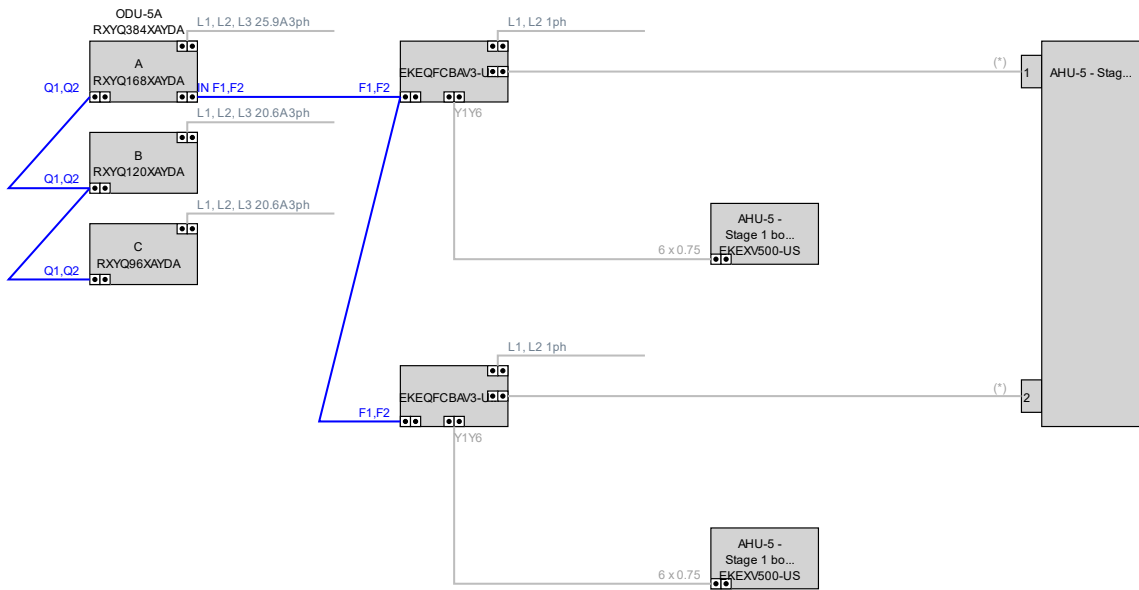 ODU-5A
RXYQ384XAYDA
L1, L2, L3 25.9A3ph
A
RXYQ168XAYDA
Q1,Q2
IN F1,F2
F1,F2
L1, L2 1ph
EKEQFCBAV3-U
Y1Y6
(*)
1
AHU-5 - Stag...
L1, L2, L3 20.6A3ph
B
RXYQ120XAYDA
Q1,Q2
L1, L2, L3 20.6A3ph
C
RXYQ96XAYDA
Q1,Q2
6 x 0.75
AHU-5 -
Stage 1 bo...
EKEXV500-US
L1, L2 1ph
EKEQFCBAV3-U
F1,F2
Y1Y6
(*)
2
6 x 0.75
AHU-5 -
Stage 1 bo...
EKEXV500-US